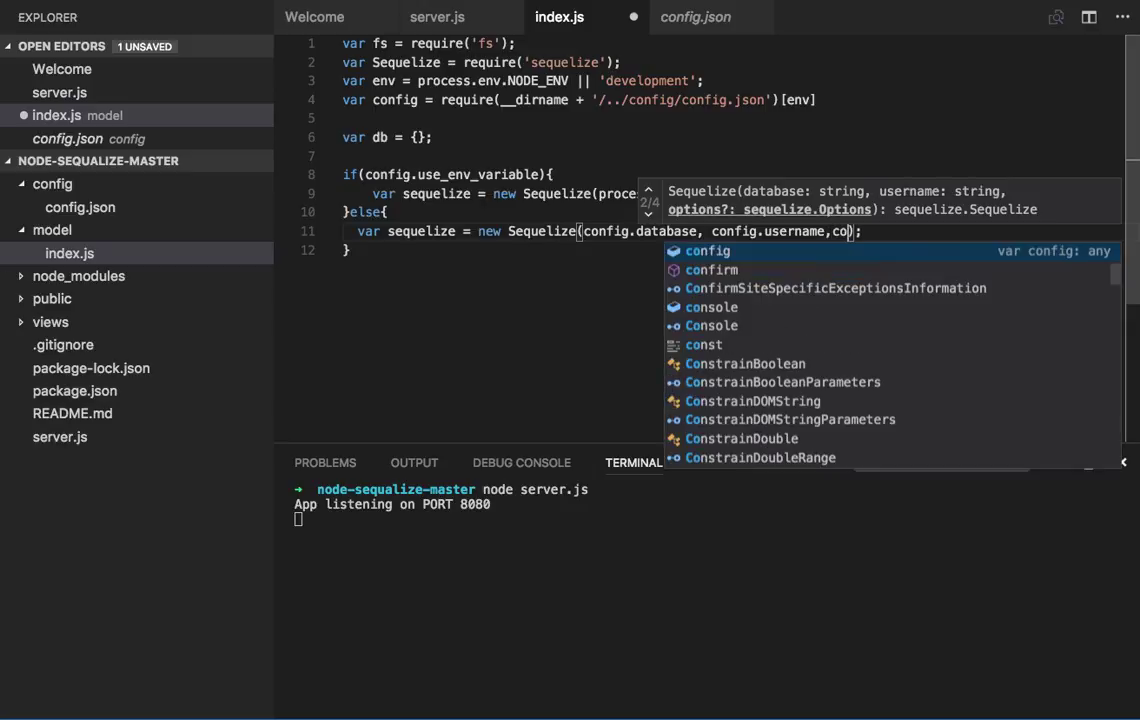 EXPLORER
Welcome
server.js
index.js
config.json
OPEN EDITORS 1 UNSAVED
Welcome
server.js
index.js model
config.json config
NODE-SEQUALIZE-MASTER
config
config.json
model
index.js
node_modules
public
views
.gitignore
package-lock.json
package.json
README.md
server.js
1 var fs = require('fs');
2 var Sequelize = require('sequelize');
3 var env = process.env.NODE_ENV || 'development';
4 var config = require(__dirname + '/../config/config.json')[env]
5
6 var db = {};
7
8 if(config.use_env_variable){
9 var sequelize = new Sequelize(proce
10 }else{
11 var sequelize = new Sequelize(config.database, config.username,co);
12 }
2/4
Sequelize(database: string, username: string,
options?: sequelize.Options): sequelize.Sequelize
config var config: any
confirm
ConfirmSiteSpecificExceptionsInformation
console
Console
const
ConstrainBoolean
ConstrainBooleanParameters
ConstrainDOMString
ConstrainDOMStringParameters
ConstrainDouble
ConstrainDoubleRange
PROBLEMS OUTPUT DEBUG CONSOLE TERMINAL
➜ node-sequalize-master node server.js
App listening on PORT 8080